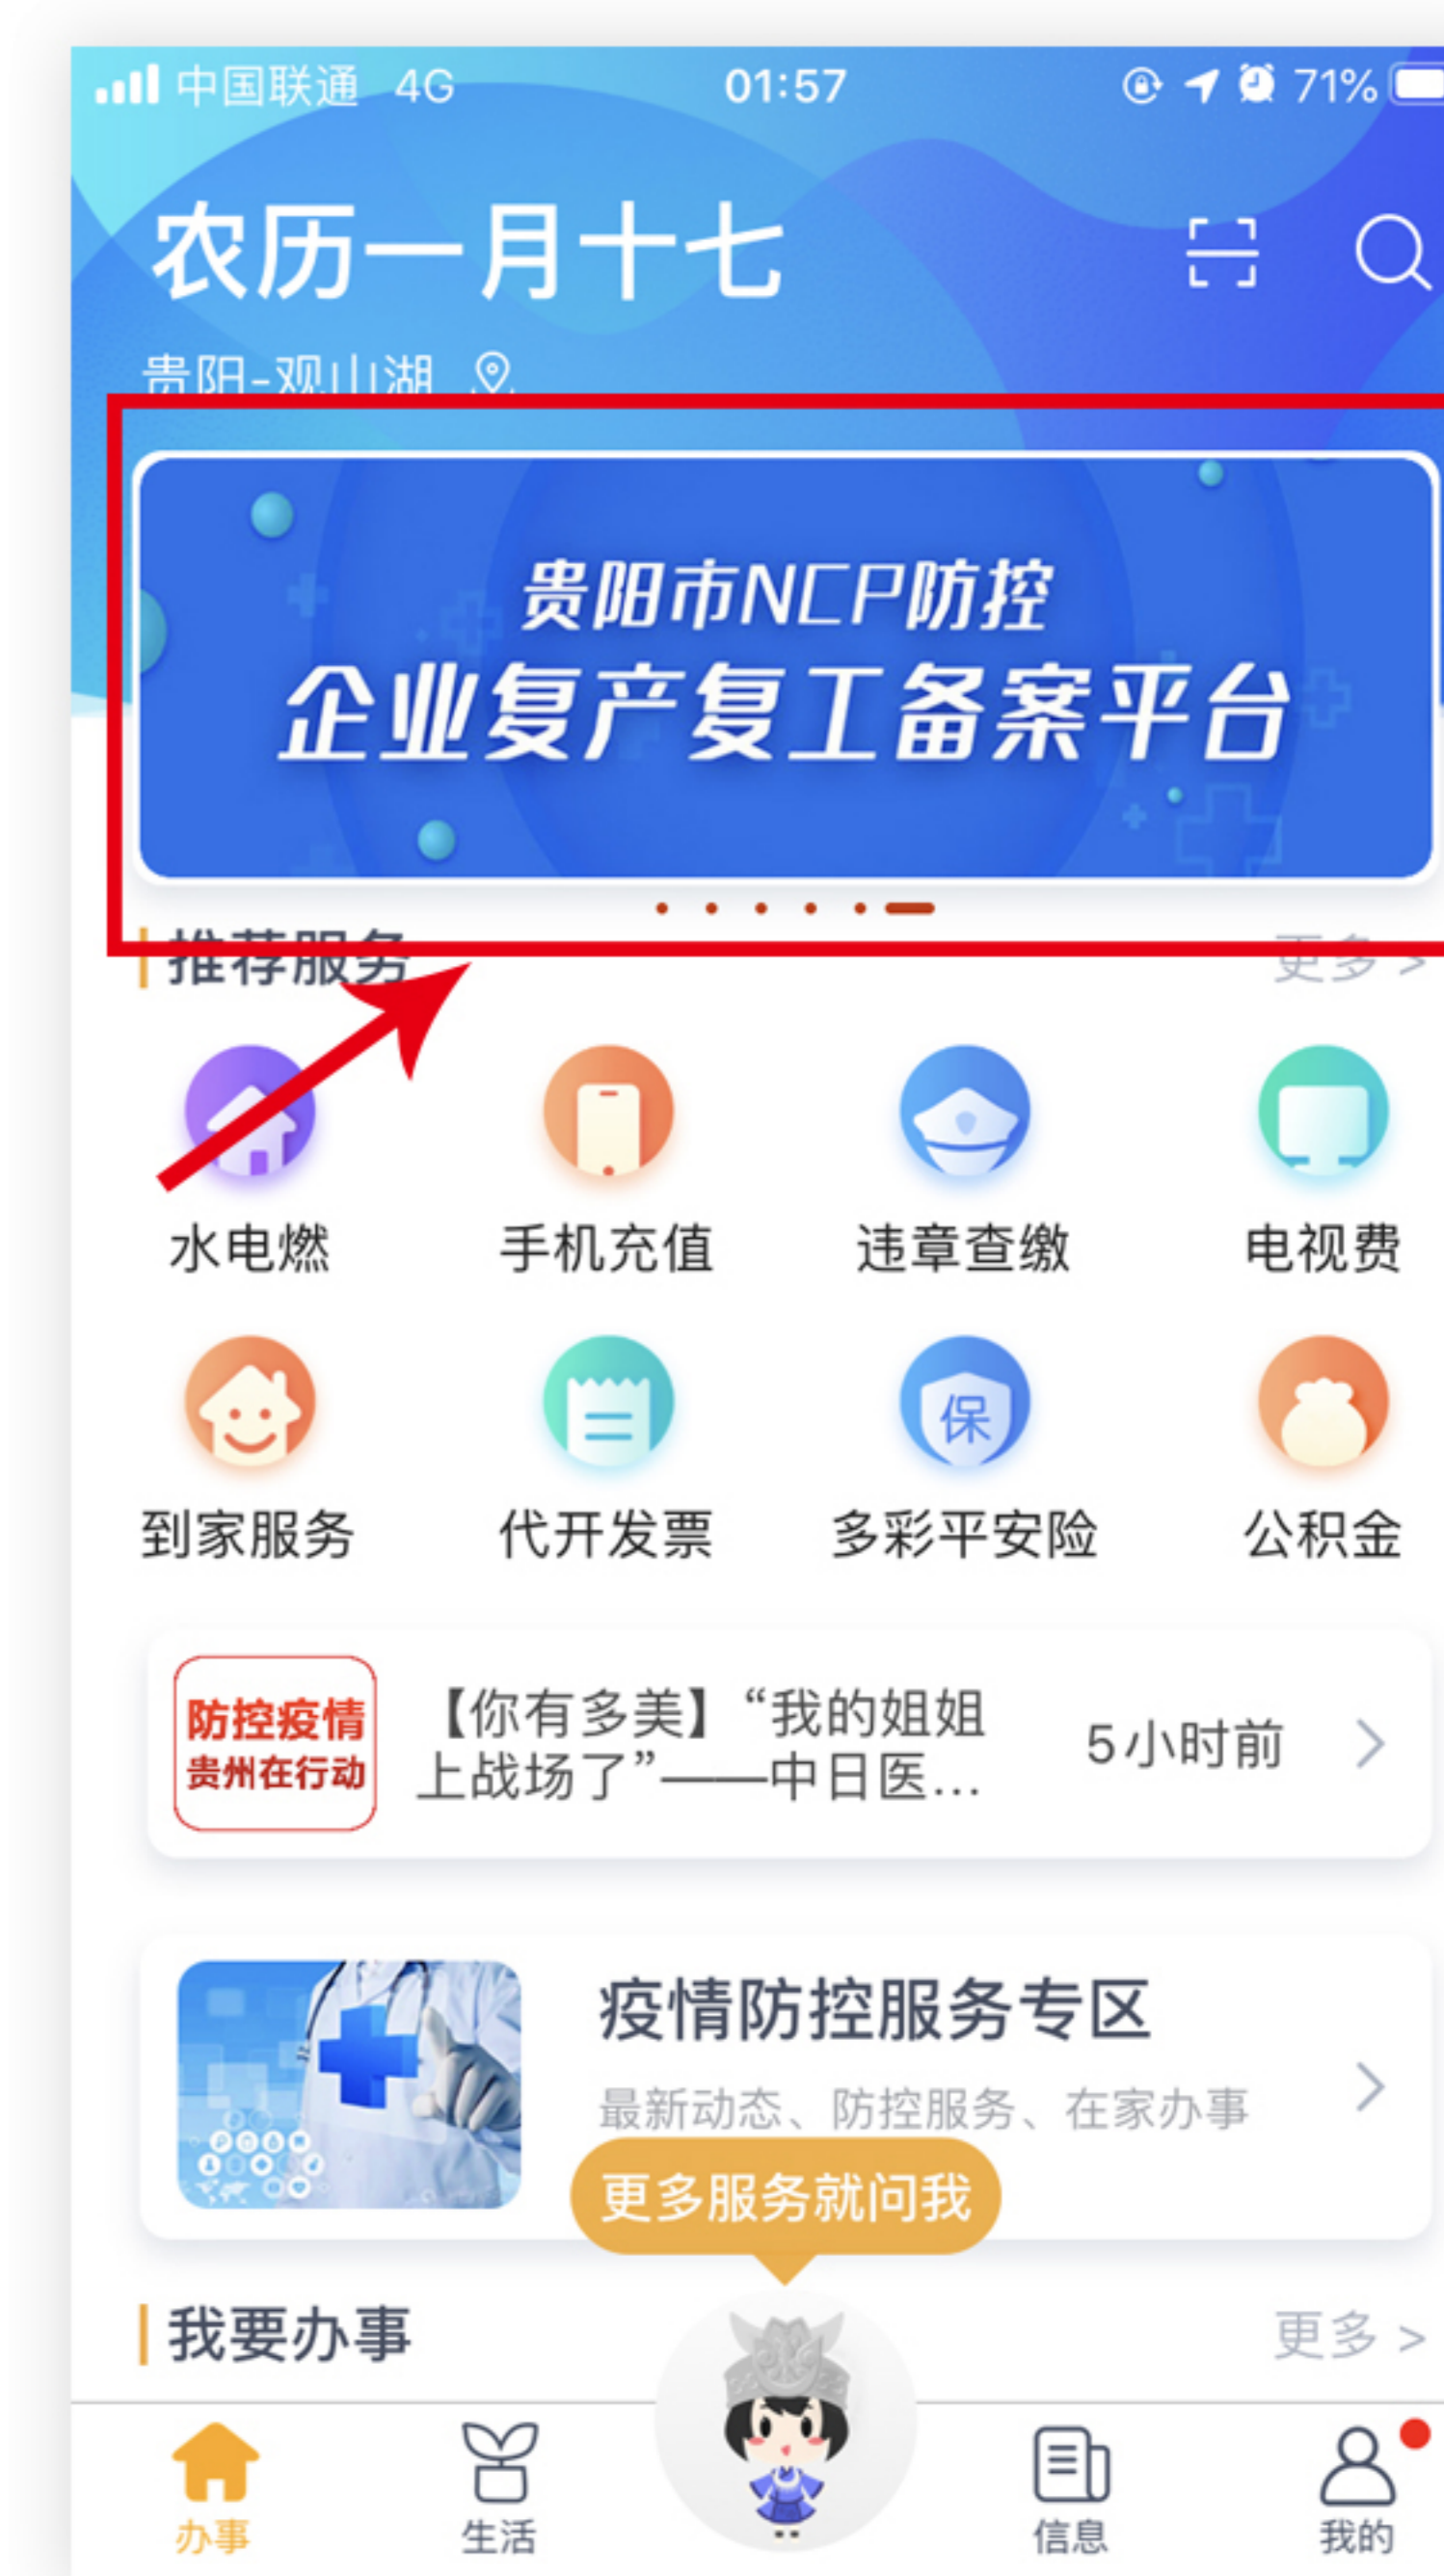 中国联通 4G 01:57 71%
农历一月十七
贵阳-观山湖
贵阳市NCP防控
企业复产复工备案平台
推荐服务 更多 >
水电燃 手机充值 违章查缴 电视费
保
到家服务 代开发票 多彩平安险 公积金
防控疫情
贵州在行动
【你有多美】“我的姐姐
上战场了”——中日医...
5小时前
疫情防控服务专区
最新动态、防控服务、在家办事
更多服务就问我
我要办事 更多 >
办事 生活 信息 我的